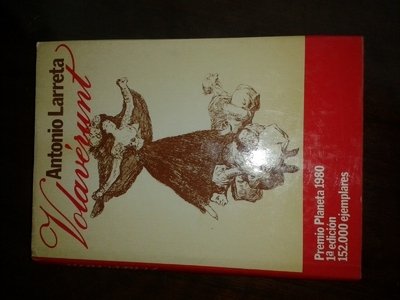 Antonio Larreta
Volavérunt
Premio Planeta 1980
1ª edición
152.000 ejemplares